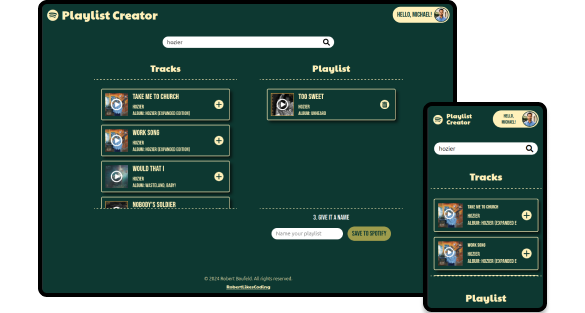 Playlist Creator
HELLO, MICHAEL!
hozier
Tracks
Playlist
TAKE ME TO CHURCH
HOZIER
ALBUM: HOZIER (EXPANDED EDITION)
WORK SONG
HOZIER
ALBUM: HOZIER (EXPANDED EDITION)
WOULD THAT I
HOZIER
ALBUM: WASTELAND, BABY!
NOBODY'S SOLDIER
TOO SWEET
HOZIER
ALBUM: UNHEARD
3. GIVE IT A NAME
Name your playlist
SAVE TO SPOTIFY
© 2024 Robert Baufeld. All rights reserved.
RobertLikesCoding
Playlist
Creator
HELLO,
MICHAEL!
hozier
Tracks
TAKE ME TO CHURCH
HOZIER
ALBUM: HOZIER (EXPANDED E
WORK SONG
HOZIER
ALBUM: HOZIER (EXPANDED E
Playlist